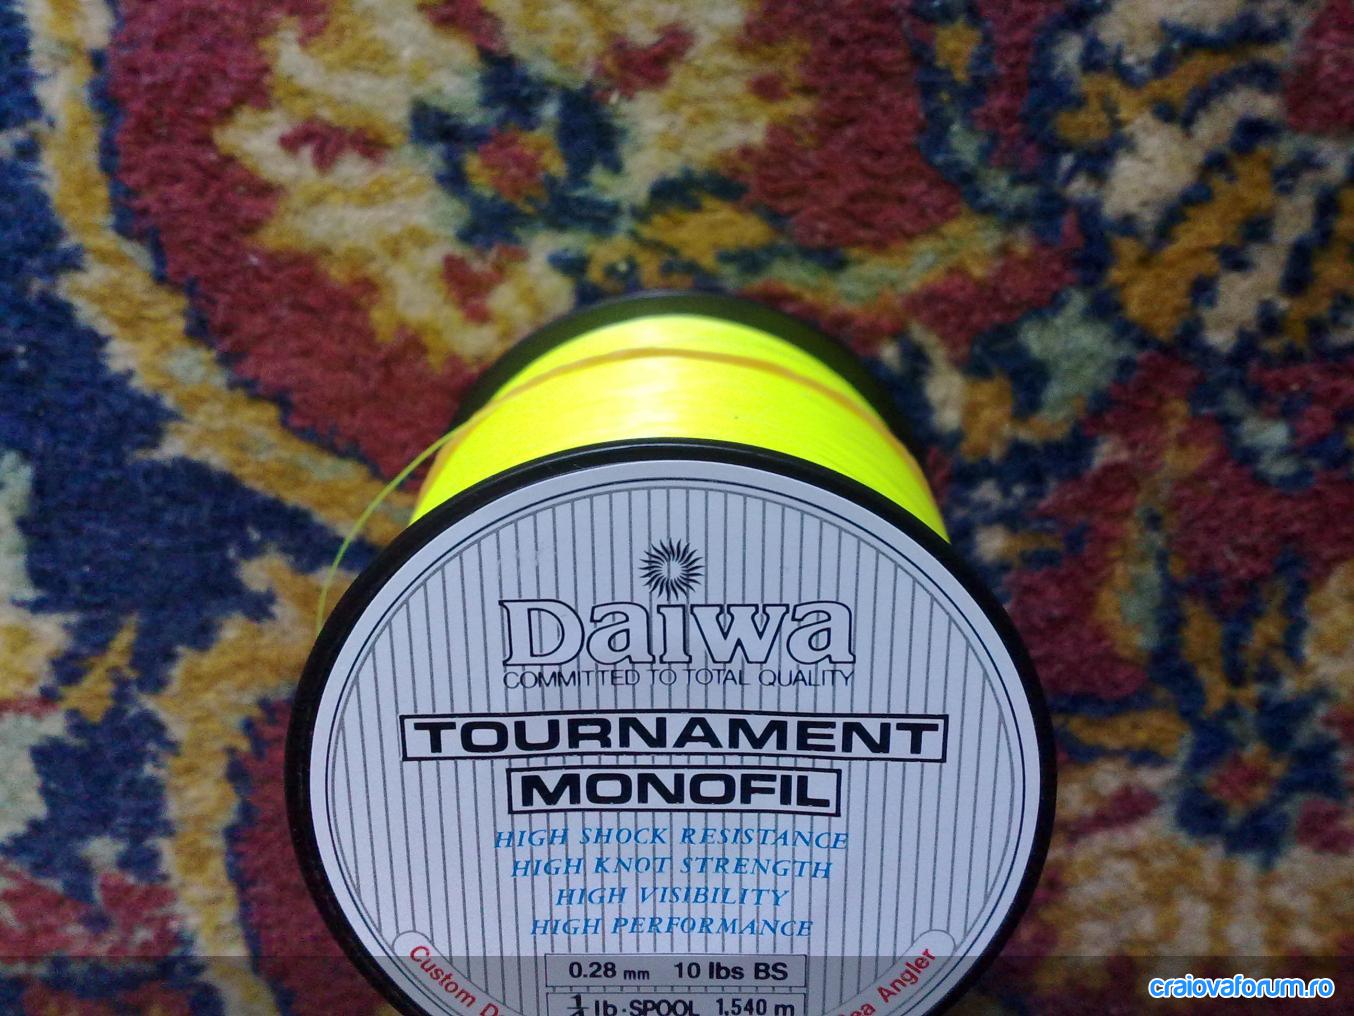 Daiwa
COMMITTED TO TOTAL QUALITY
TOURNAMENT
MONOFIL
HIGH SHOCK RESISTANCE
HIGH KNOT STRENGTH
HIGH VISIBILITY
HIGH PERFORMANCE
0.28 mm 10 lbs BS
lb·SPOOL 1,540 m
Custom
Angler
craiovaforum.ro